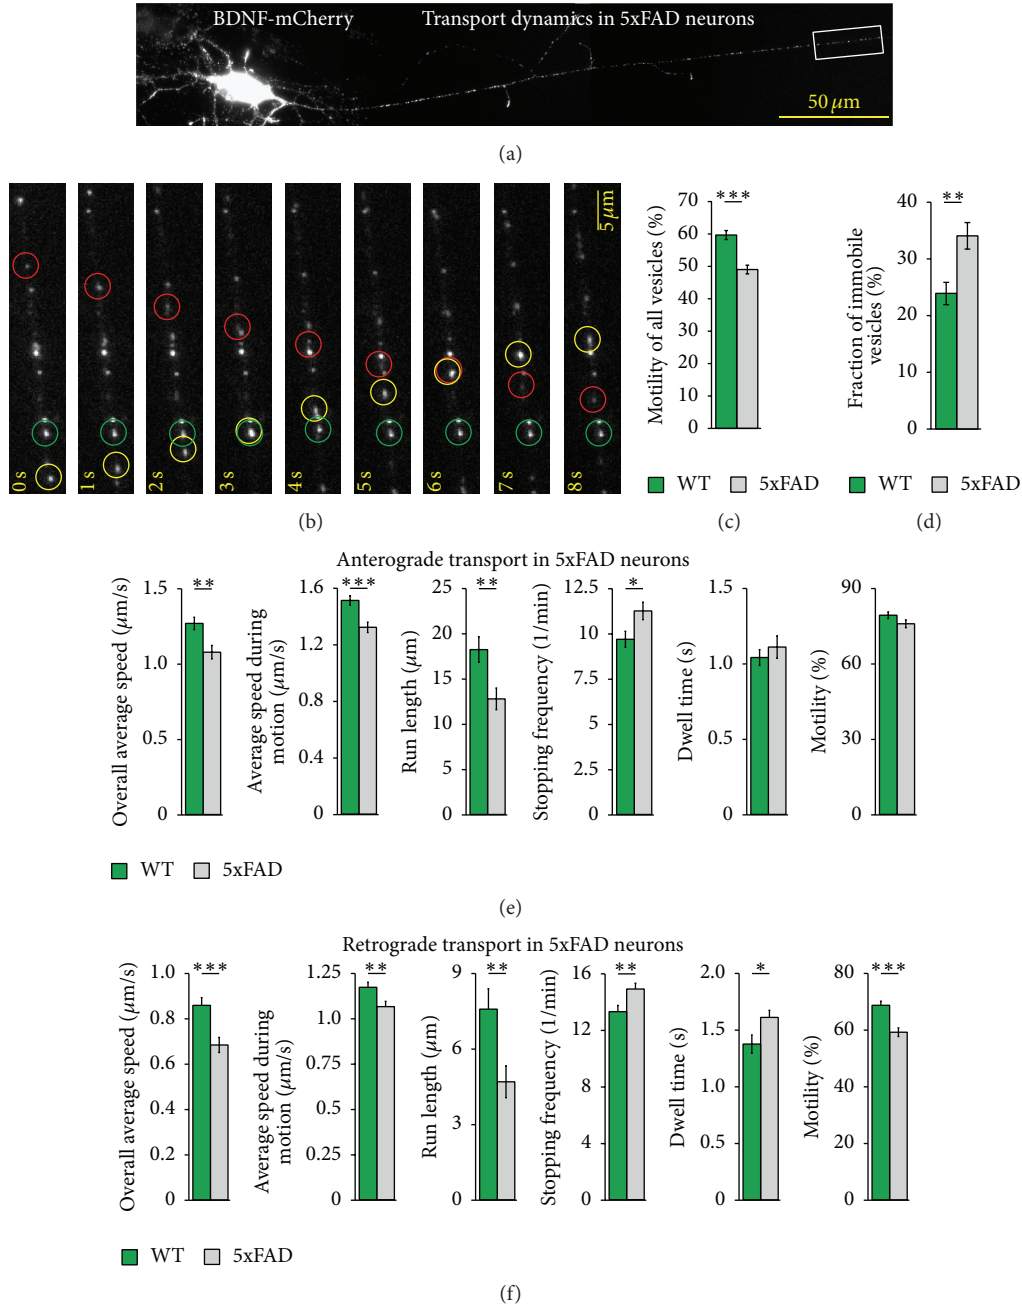 BDNF-mCherry Transport dynamics in 5xFAD neurons
50 μm
(a)
0 s 1 s 2 s 3 s 4 s 5 s 6 s 7 s 8 s
5 μm
(b)
Motility of all vesicles (%)
70
60
50
40
30
20
10
0
***
WT 5xFAD
(c)
Fraction of immobile
vesicles (%)
40
30
20
10
0
**
WT 5xFAD
(d)
Anterograde transport in 5xFAD neurons
Overall average speed (μm/s)
1.5
1.0
0.5
0
**
Average speed during
motion (μm/s)
1.6
1.2
0.8
0.4
0
***
Run length (μm)
25
20
15
10
5
0
**
Stopping frequency (1/min)
12.5
10
7.5
5
2.5
0
*
Dwell time (s)
1.5
1.0
0.5
0
Motility (%)
90
60
30
0
WT 5xFAD
(e)
Retrograde transport in 5xFAD neurons
Overall average speed (μm/s)
1.0
0.8
0.6
0.4
0.2
0
***
Average speed during
motion (μm/s)
1.25
1.0
0.75
0.5
0.25
0
**
Run length (μm)
9
6
3
0
**
Stopping frequency (1/min)
16
12
8
4
0
**
Dwell time (s)
2.0
1.5
1.0
0.5
0
*
Motility (%)
80
60
40
20
0
***
WT 5xFAD
(f)